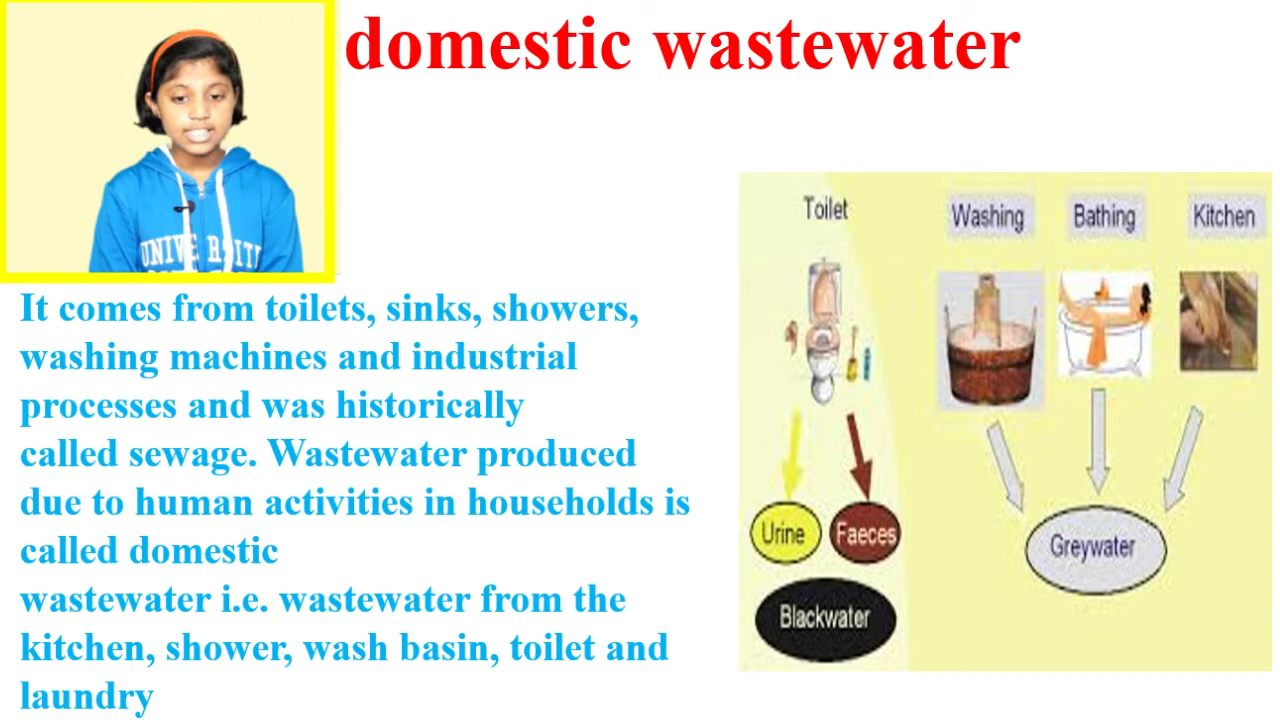 domestic wastewater
UNIVE RSITI
It comes from toilets, sinks, showers,
washing machines and industrial
processes and was historically
called sewage. Wastewater produced
due to human activities in households is
called domestic
wastewater i.e. wastewater from the
kitchen, shower, wash basin, toilet and
laundry
Toilet
Washing
Bathing
Kitchen
Urine
Faeces
Blackwater
Greywater